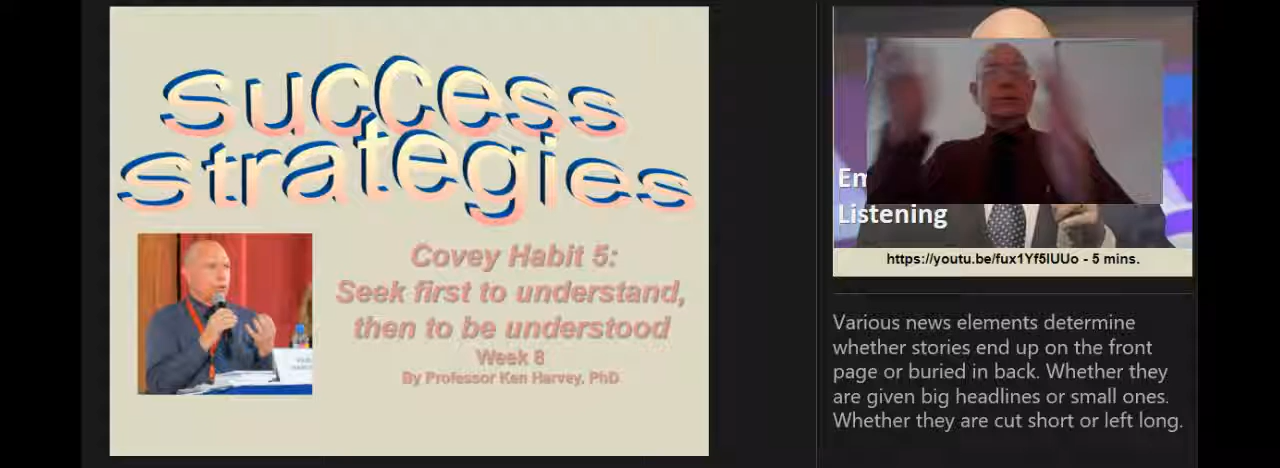 Success
Strategies
Covey Habit 5:
Seek first to understand,
then to be understood
Week 8
By Professor Ken Harvey, PhD
Em
Listening
https://youtu.be/fux1Yf5lUUo - 5 mins.
Various news elements determine
whether stories end up on the front
page or buried in back. Whether they
are given big headlines or small ones.
Whether they are cut short or left long.